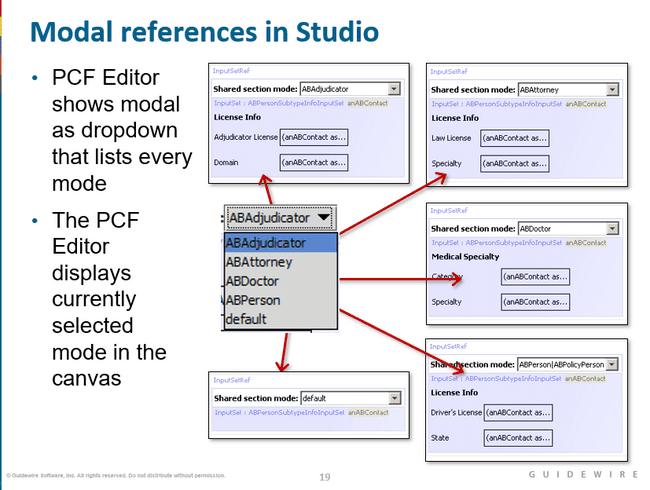 Modal references in Studio
• PCF Editor
shows modal
as dropdown
that lists every
mode
• The PCF
Editor
displays
currently
selected
mode in the
canvas
InputSetRef
Shared section mode: ABAdjudicator
InputSet : ABPersonSubtypeInfoInputSet anABContact
License Info
Adjudicator License (anABContact as...
Domain (anABContact as...
InputSetRef
Shared section mode: ABAttorney
InputSet : ABPersonSubtypeInfoInputSet anABContact
License Info
Law License (anABContact as...
Specialty (anABContact as...
: ABAdjudicator
ABAdjudicator
ABAttorney
ABDoctor
ABPerson
default
InputSetRef
Shared section mode: ABDoctor
InputSet : ABPersonSubtypeInfoInputSet anABContact
Medical Specialty
Category (anABContact as...
Specialty (anABContact as...
InputSetRef
Shared section mode: ABPerson|ABPolicyPerson
InputSet : ABPersonSubtypeInfoInputSet anABContact
License Info
Driver's License (anABContact as...
State (anABContact as...
InputSetRef
Shared section mode: default
InputSet : ABPersonSubtypeInfoInputSet anABContact
© Guidewire Software, Inc. All rights reserved. Do not distribute without permission.
19
GUIDEWIRE